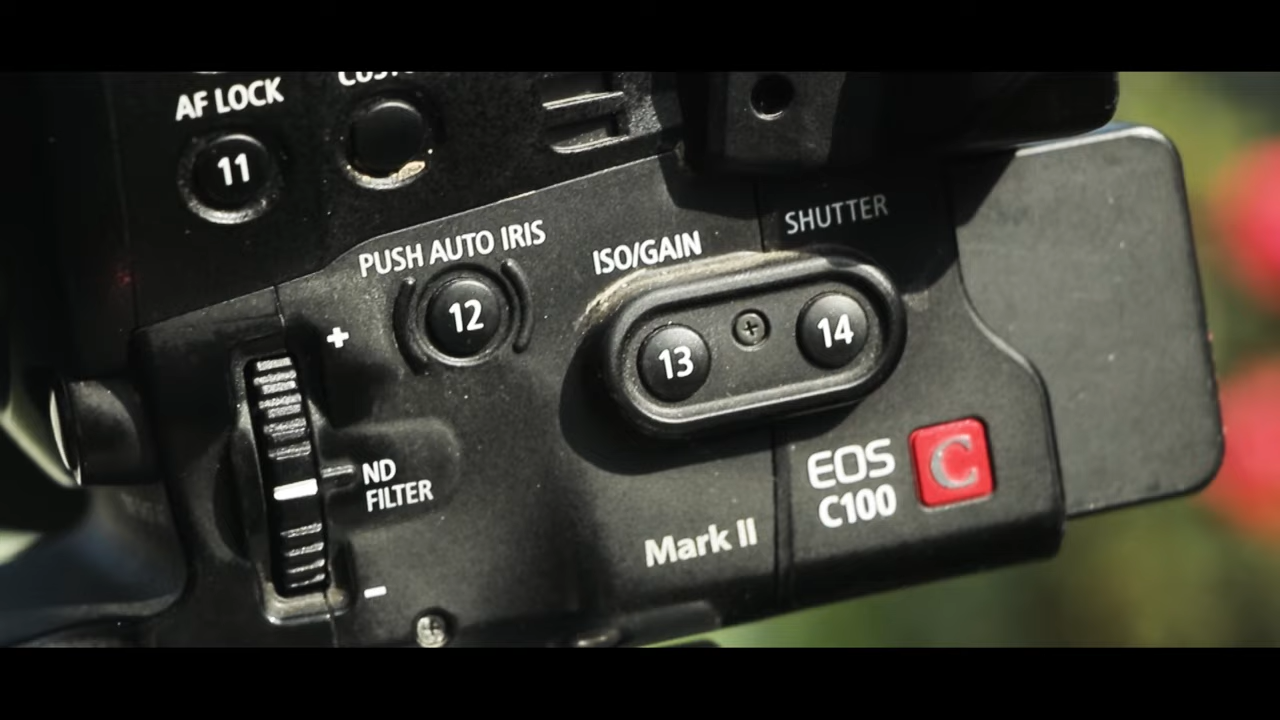 AF LOCK
11
PUSH AUTO IRIS
12
ISO/GAIN
SHUTTER
13
14
+
ND
FILTER
-
EOS
C100
C
Mark II